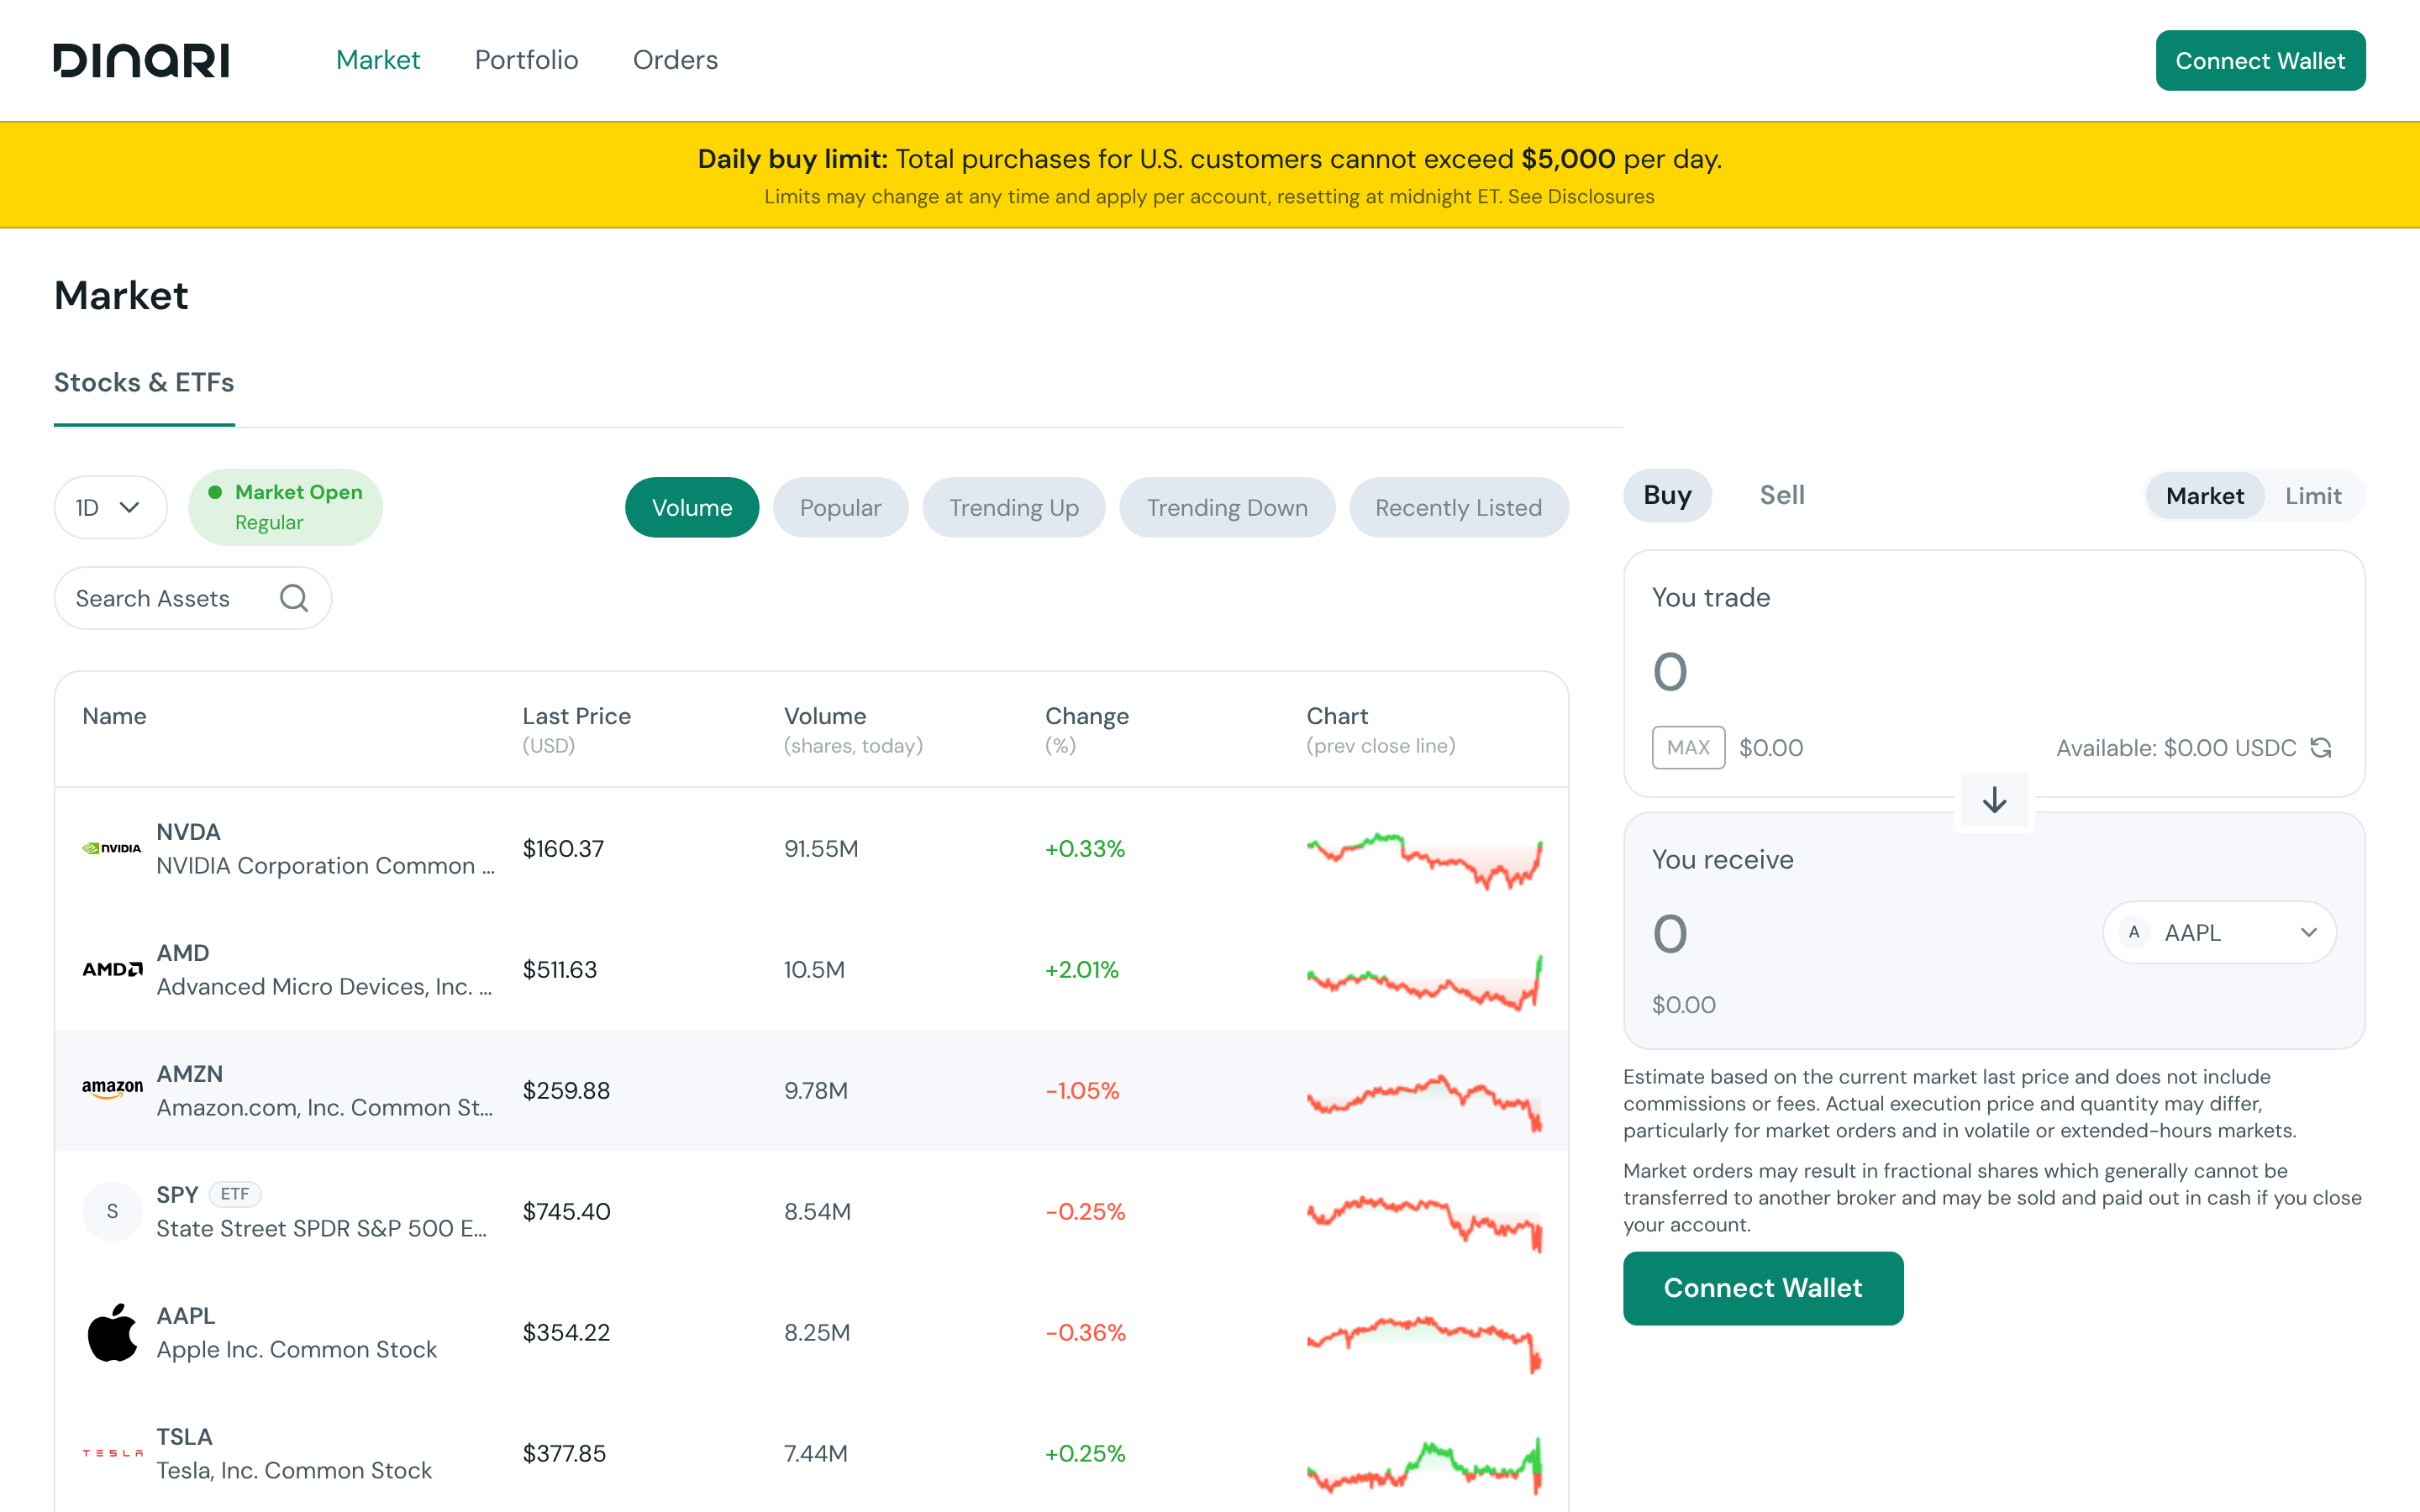 DINARI
Market
Portfolio
Orders
Connect Wallet
Daily buy limit: Total purchases for U.S. customers cannot exceed $5,000 per day.
Limits may change at any time and apply per account, resetting at midnight ET. See Disclosures
Market
Stocks & ETFs
1D
Market Open
Regular
Volume
Popular
Trending Up
Trending Down
Recently Listed
Search Assets
Name
Last Price
(USD)
Volume
(shares, today)
Change
(%)
Chart
(prev close line)
NVIDIA
NVDA
NVIDIA Corporation Common ...
$160.37
91.55M
+0.33%
AMD
AMD
Advanced Micro Devices, Inc. ...
$511.63
10.5M
+2.01%
amazon
AMZN
Amazon.com, Inc. Common St...
$259.88
9.78M
-1.05%
S
SPY
ETF
State Street SPDR S&P 500 E...
$745.40
8.54M
-0.25%
AAPL
Apple Inc. Common Stock
$354.22
8.25M
-0.36%
TESLA
TSLA
Tesla, Inc. Common Stock
$377.85
7.44M
+0.25%
Buy
Sell
Market
Limit
You trade
0
MAX
$0.00
Available: $0.00 USDC
You receive
0
A
AAPL
$0.00
Estimate based on the current market last price and does not include
commissions or fees. Actual execution price and quantity may differ,
particularly for market orders and in volatile or extended-hours markets.
Market orders may result in fractional shares which generally cannot be
transferred to another broker and may be sold and paid out in cash if you close
your account.
Connect Wallet